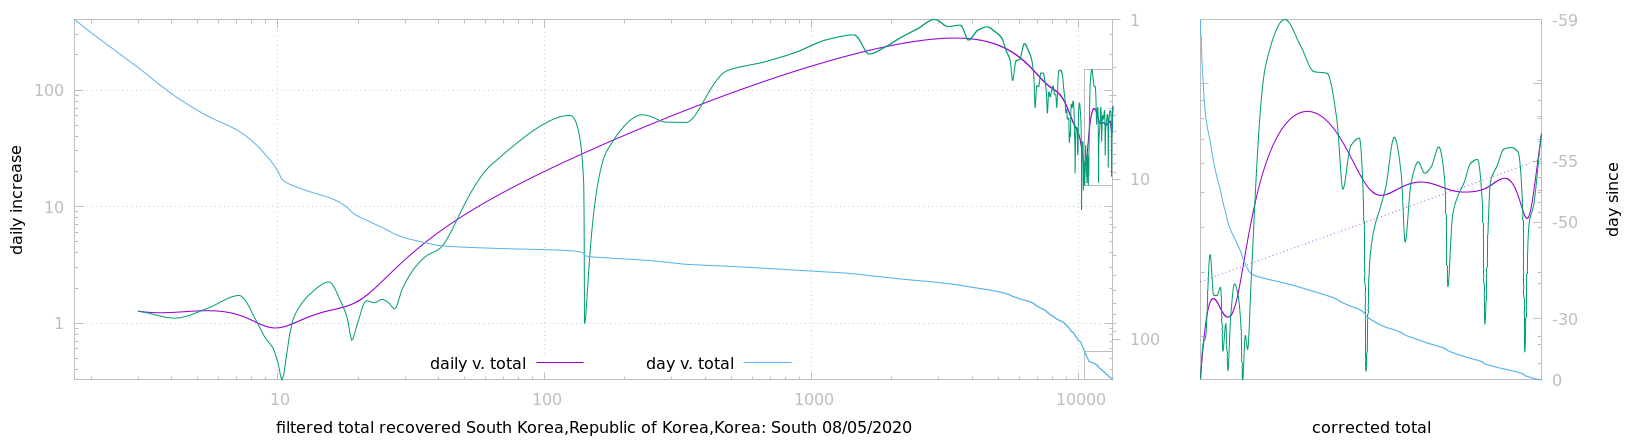 daily increase
100
10
1
10
100
1000
10000
1
10
100
daily v. total
day v. total
filtered total recovered South Korea,Republic of Korea,Korea: South 08/05/2020
-59
-55
-50
-30
0
day since
corrected total